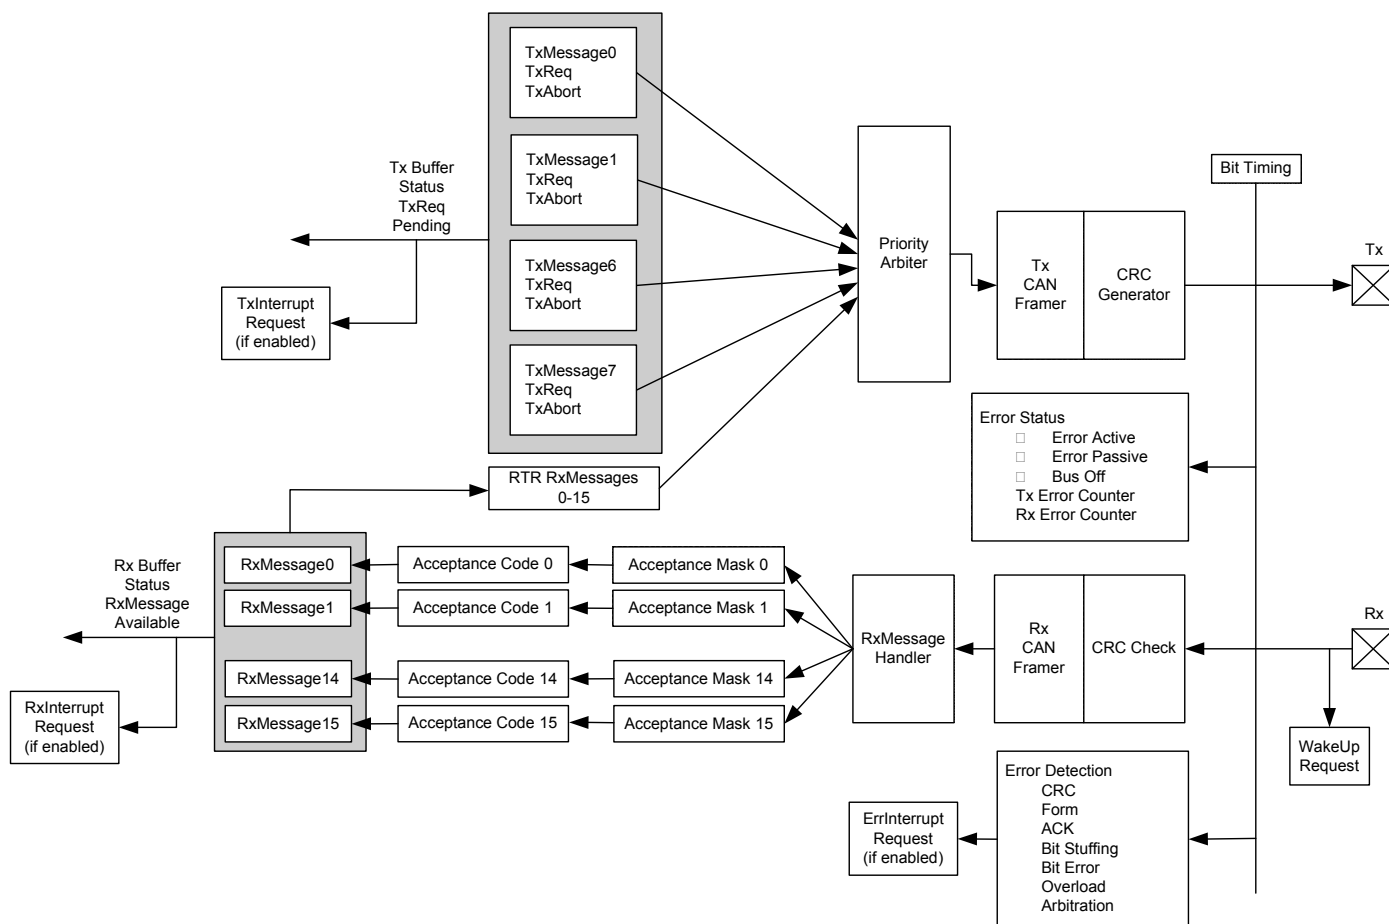 TxMessage0
TxReq
TxAbort
TxMessage1
TxReq
TxAbort
TxMessage6
TxReq
TxAbort
TxMessage7
TxReq
TxAbort
Tx Buffer
Status
TxReq
Pending
TxInterrupt
Request
(if enabled)
Priority
Arbiter
Tx
CAN
Framer
CRC
Generator
Bit Timing
Tx
Error Status
Error Active
Error Passive
Bus Off
Tx Error Counter
Rx Error Counter
RTR RxMessages
0-15
Rx Buffer
Status
RxMessage
Available
RxInterrupt
Request
(if enabled)
RxMessage0
Acceptance Code 0
Acceptance Mask 0
RxMessage1
Acceptance Code 1
Acceptance Mask 1
RxMessage14
Acceptance Code 14
Acceptance Mask 14
RxMessage15
Acceptance Code 15
Acceptance Mask 15
RxMessage
Handler
Rx
CAN
Framer
CRC Check
Rx
WakeUp
Request
ErrInterrupt
Request
(if enabled)
Error Detection
CRC
Form
ACK
Bit Stuffing
Bit Error
Overload
Arbitration